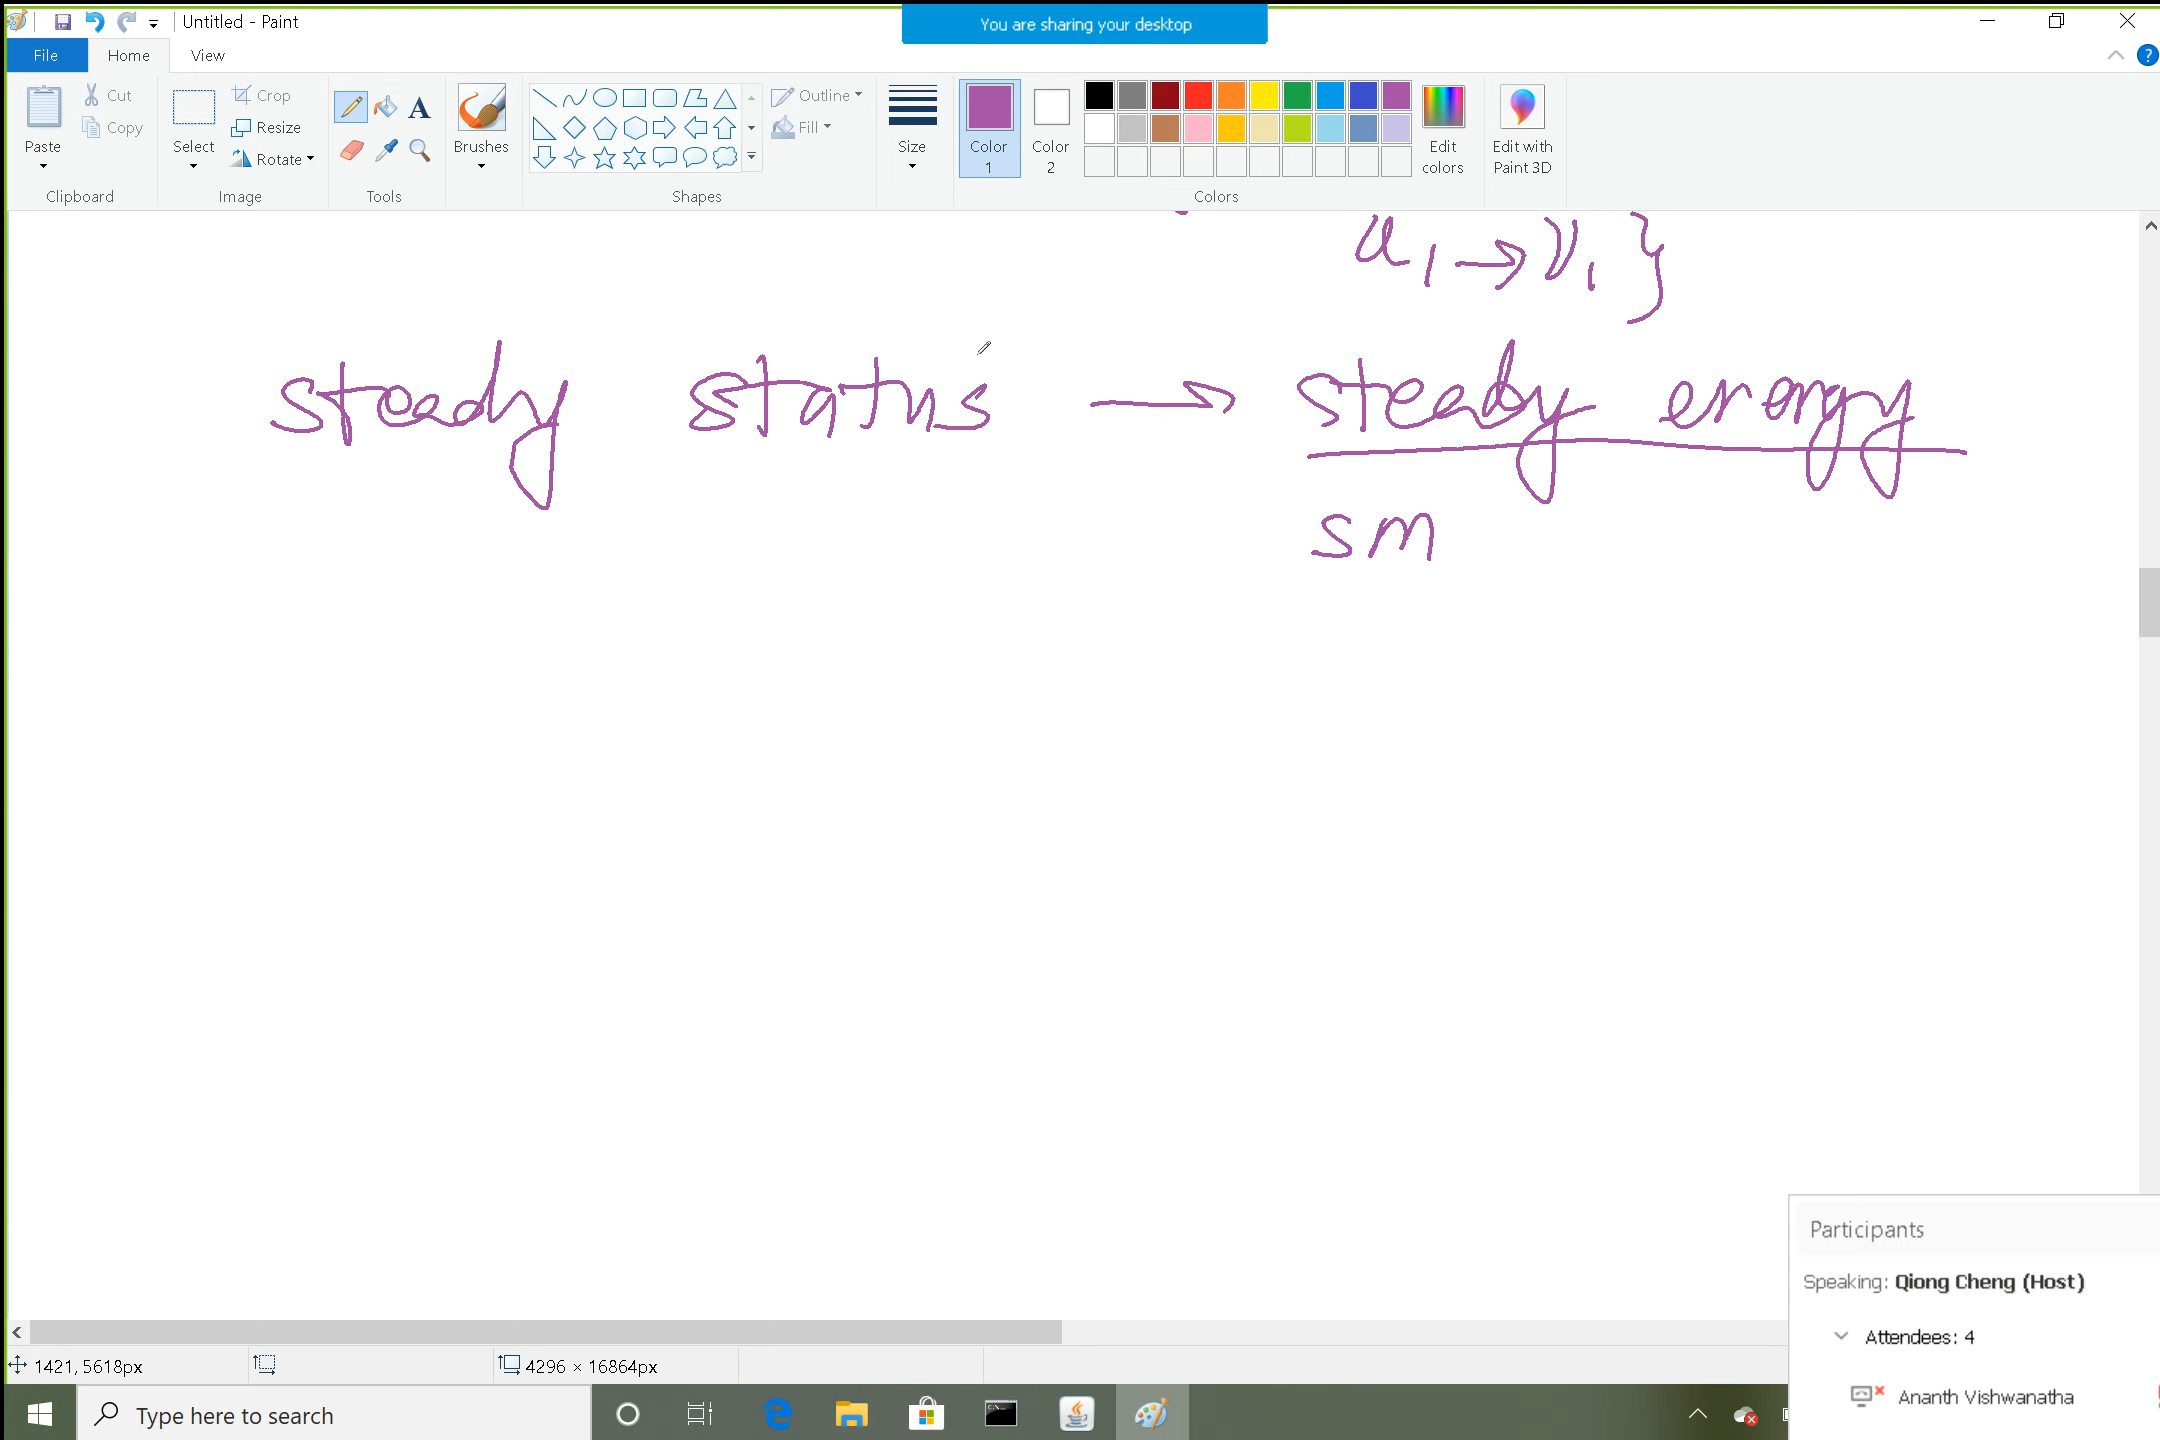 Untitled - Paint
You are sharing your desktop
File Home View
Cut
Copy
Paste
Clipboard
Crop
Resize
Rotate
Select
Image
A
Tools
Brushes
Outline
Fill
Shapes
Size
Color 1
Color 2
Edit colors
Edit with Paint 3D
Colors
u1 → v1 }
steady status → steady energy
SM
Participants
Speaking: Qiong Cheng (Host)
Attendees: 4
Ananth Vishwanatha
1421, 5618px
4296 × 16864px
Type here to search